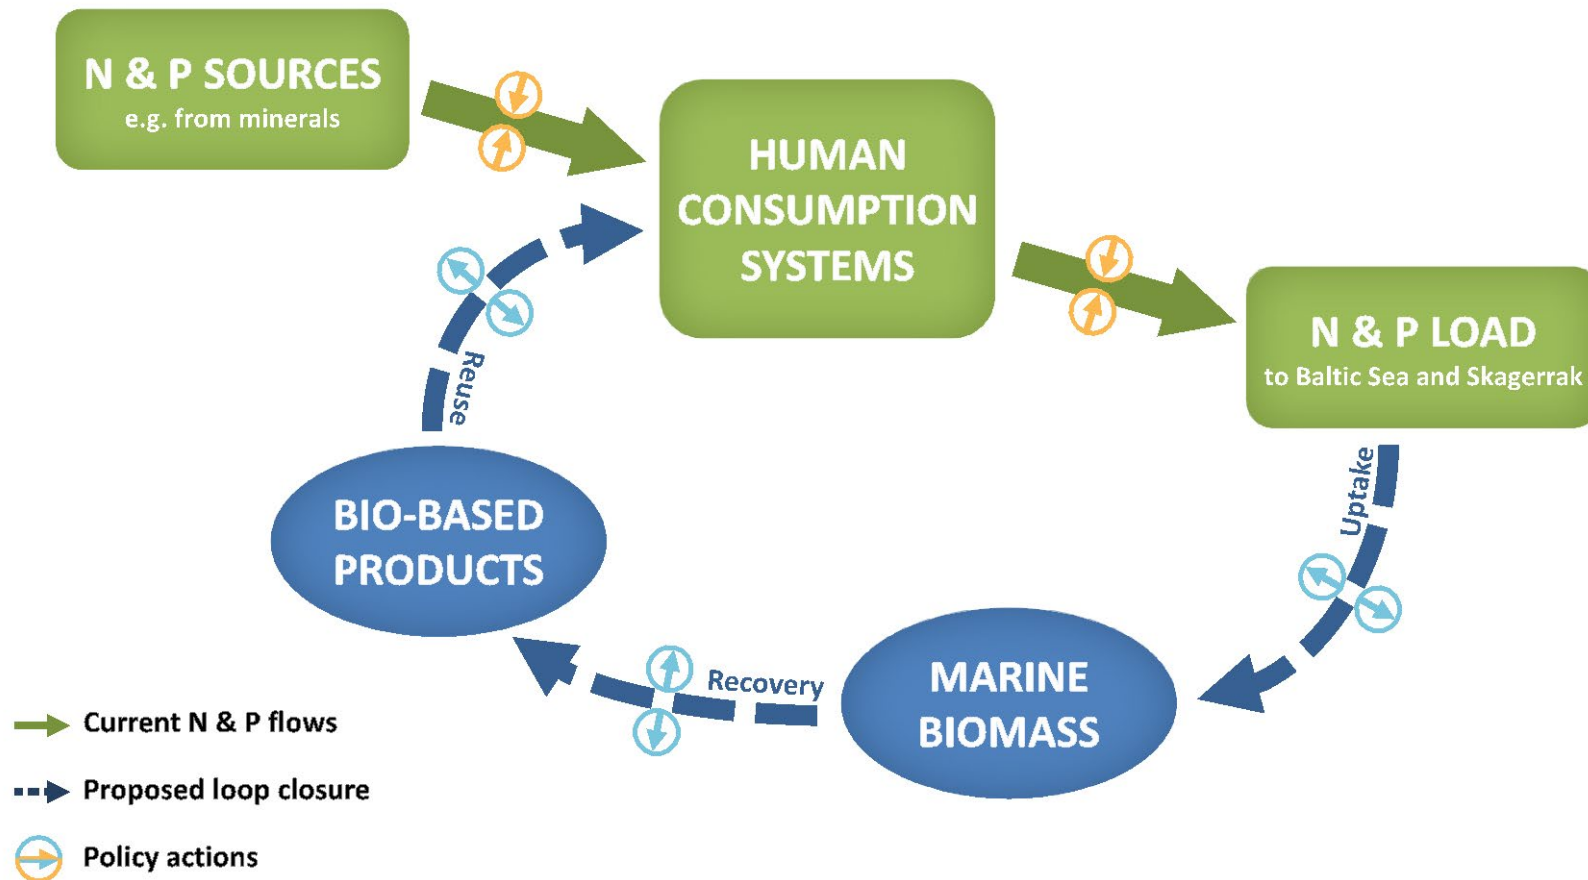 N & P SOURCES
e.g. from minerals
HUMAN
CONSUMPTION
SYSTEMS
N & P LOAD
to Baltic Sea and Skagerrak
Uptake
MARINE
BIOMASS
Recovery
BIO-BASED
PRODUCTS
Reuse
Current N & P flows
Proposed loop closure
Policy actions